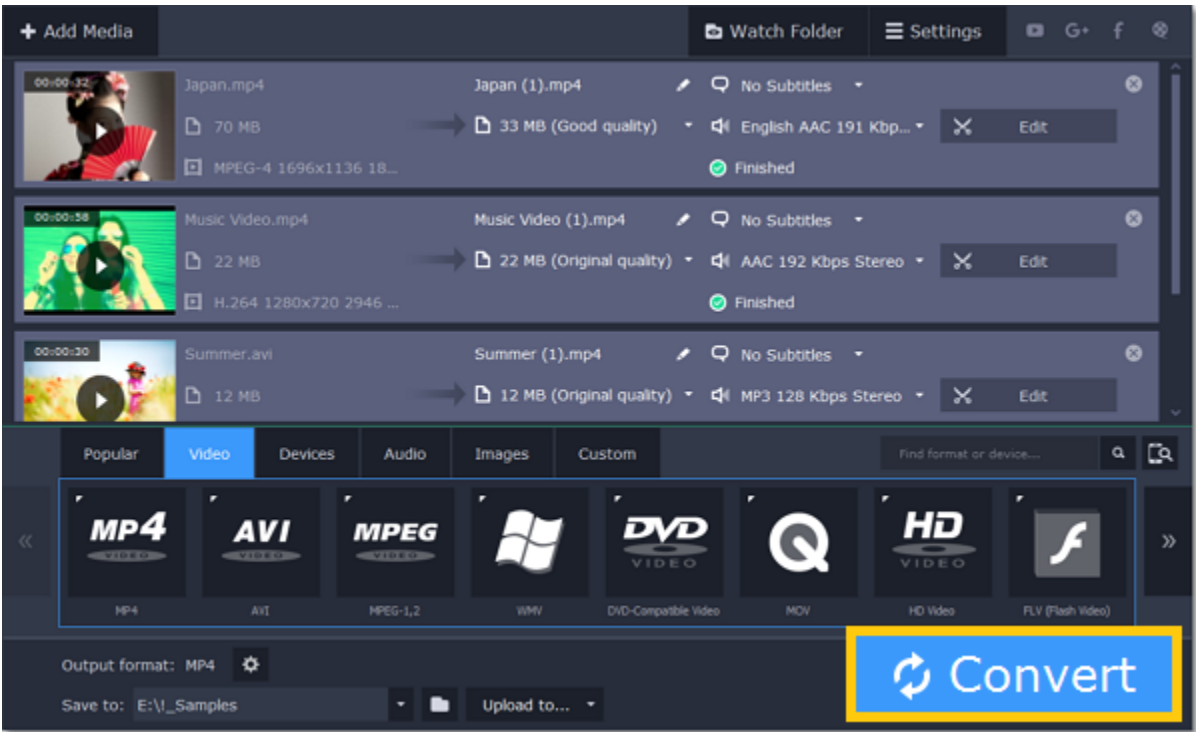 Add Media
Watch Folder
Settings
G+
f
00:00:32
Japan.mp4
Japan (1).mp4
No Subtitles
70 MB
33 MB (Good quality)
English AAC 191 Kbp...
Edit
MPEG-4 1696x1136 18...
Finished
00:00:58
Music Video.mp4
Music Video (1).mp4
No Subtitles
22 MB
22 MB (Original quality)
AAC 192 Kbps Stereo
Edit
H.264 1280x720 2946 ...
Finished
00:00:30
Summer.avi
Summer (1).mp4
No Subtitles
12 MB
12 MB (Original quality)
MP3 128 Kbps Stereo
Edit
Popular
Video
Devices
Audio
Images
Custom
Find format or device....
MP4
VIDEO
AVI
VIDEO
MPEG
VIDEO
DVD
VIDEO
HD
VIDEO
f
MP4
AVI
MPEG-1,2
WMV
DVD-Compatible Video
MOV
HD Video
FLV (Flash Video)
Output format: MP4
Convert
Save to: E:\!_Samples
Upload to...